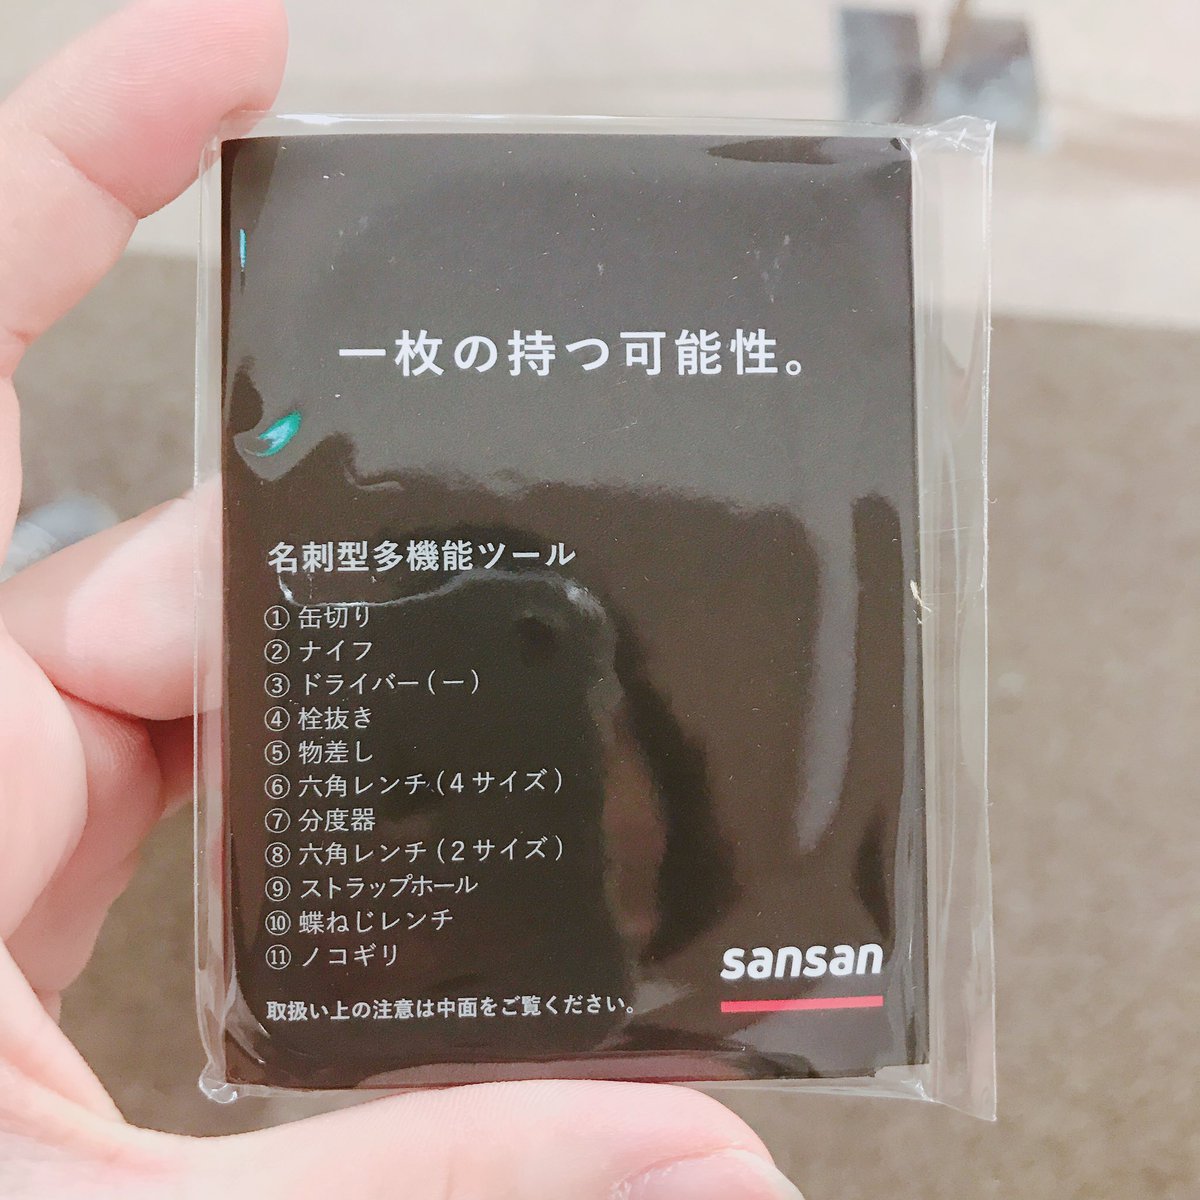 一枚の持つ可能性。
名刺型多機能ツール
① 缶切り
② ナイフ
③ ドライバー(ー)
④ 栓抜き
⑤ 物差し
⑥ 六角レンチ(4サイズ)
⑦ 分度器
⑧ 六角レンチ(2サイズ)
⑨ ストラップホール
⑩ 蝶ねじレンチ
⑪ ノコギリ
取扱い上の注意は中面をご覧ください。
sansan